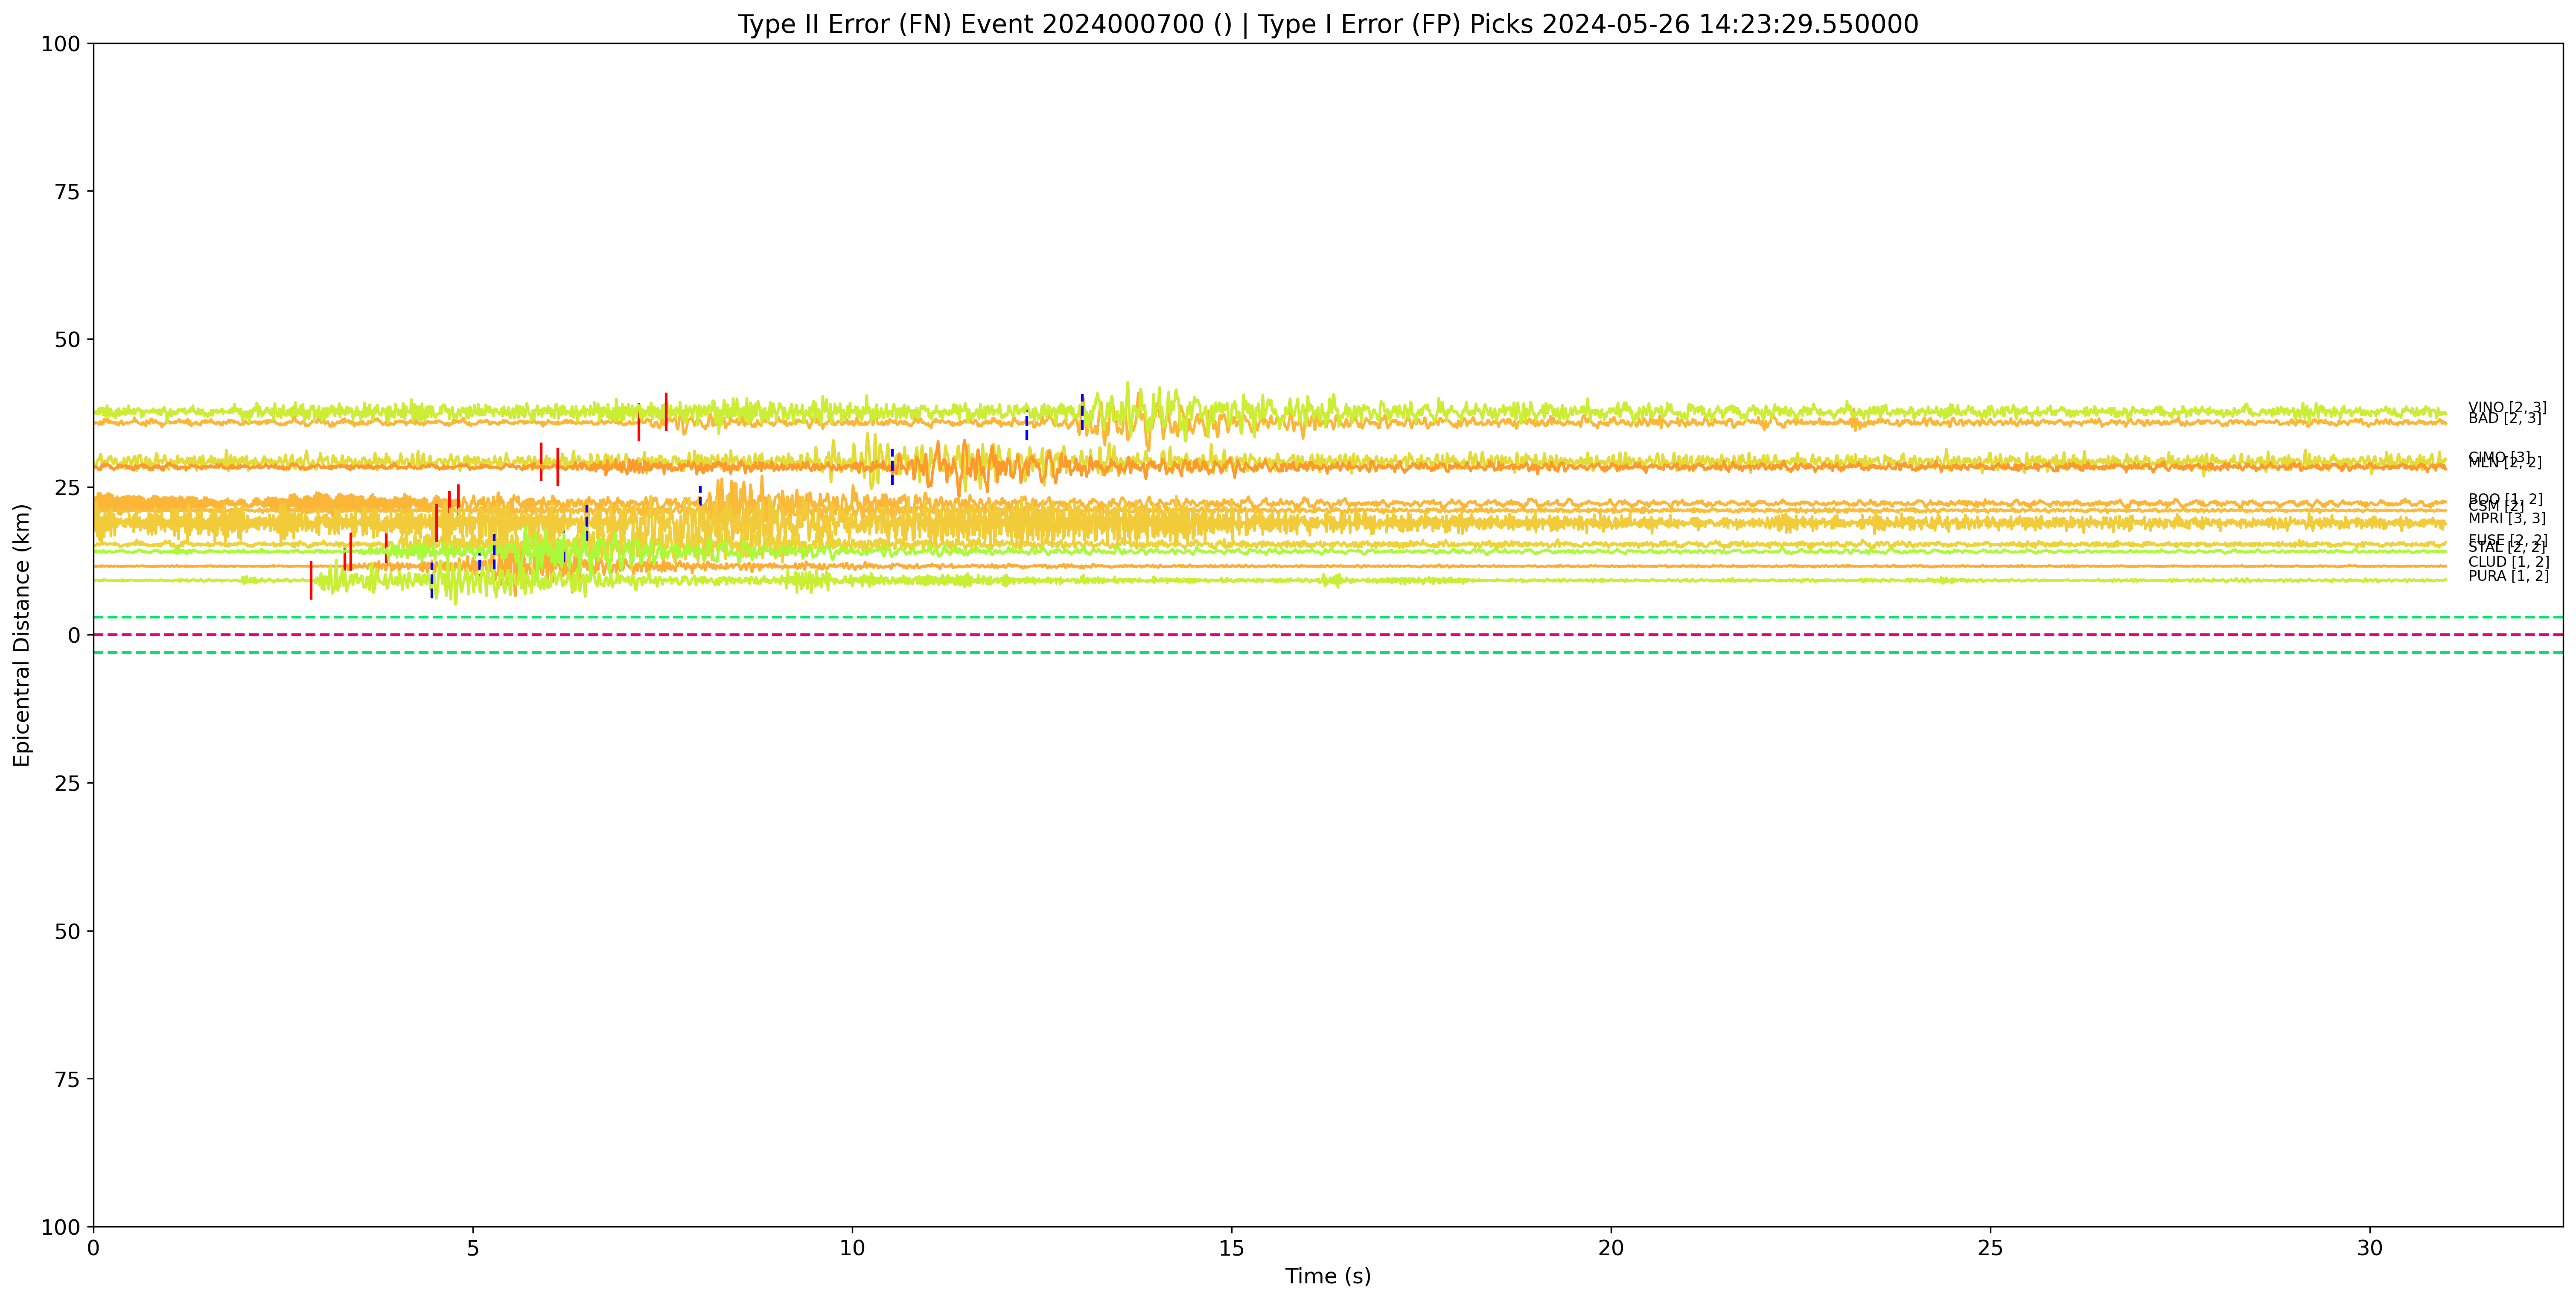 Type II Error (FN) Event 2024000700 () | Type I Error (FP) Picks 2024-05-26 14:23:29.550000
100
75
50
25
0
25
50
75
100
Epicentral Distance (km)
VINO [2, 3]
BAD [2, 3]
CIMO [3]
MLN [2, 2]
BOO [1, 2]
CSM [2]
MPRI [3, 3]
FUSE [2, 2]
STAL [2, 2]
CLUD [1, 2]
PURA [1, 2]
0 5 10 15 20 25 30
Time (s)